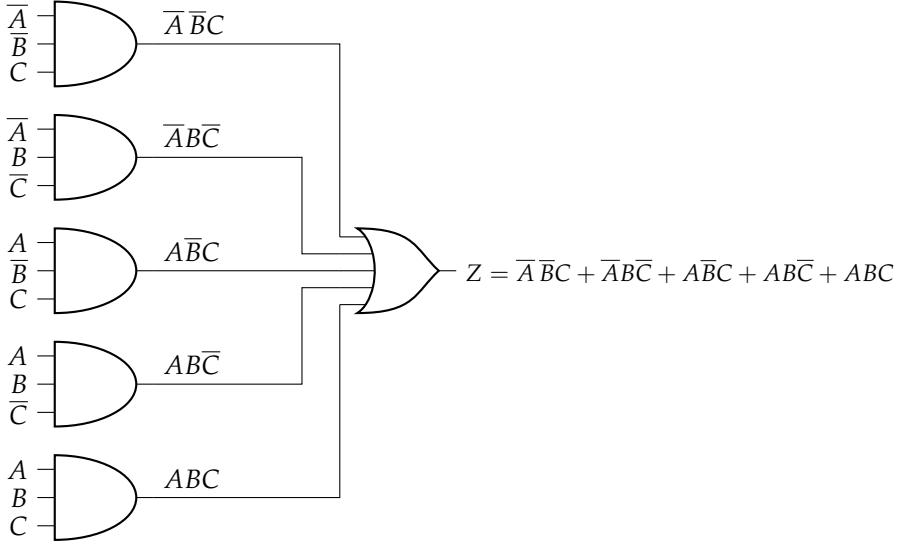 A̅
B̅
C
A̅ B̅C
A̅
B
C̅
A̅BC̅
A
B̅
C
AB̅C
Z = A̅ B̅C + A̅BC̅ + AB̅C + ABC̅ + ABC
A
B
C̅
ABC̅
A
B
C
ABC